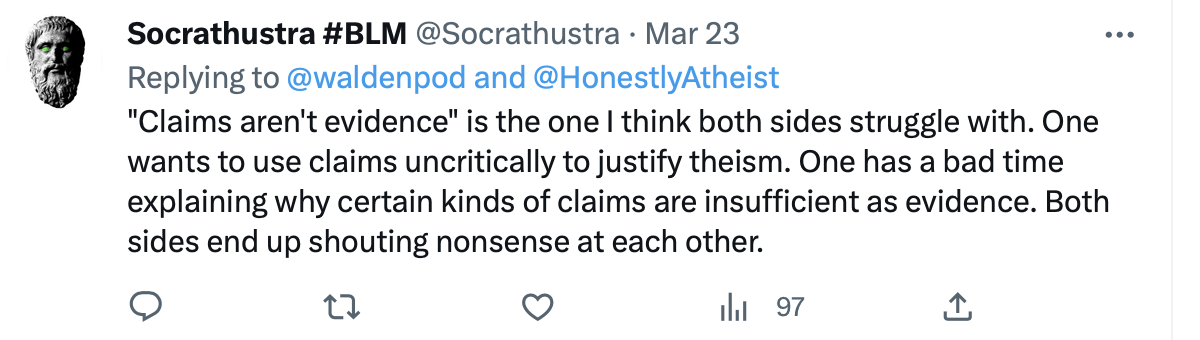 Socrathustra #BLM @Socrathustra · Mar 23
Replying to @waldenpod and @HonestlyAtheist
"Claims aren't evidence" is the one I think both sides struggle with. One
wants to use claims uncritically to justify theism. One has a bad time
explaining why certain kinds of claims are insufficient as evidence. Both
sides end up shouting nonsense at each other.
97